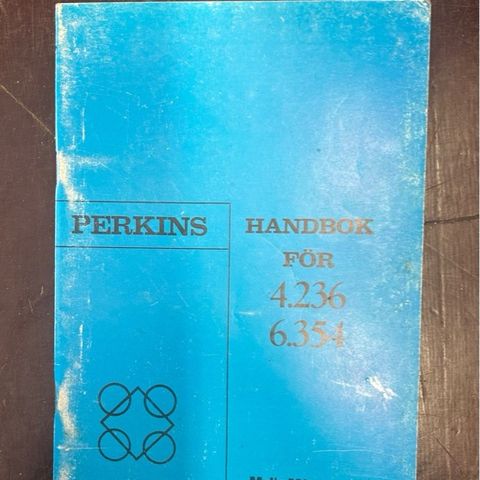 PERKINS
HANDBOK
FÖR
4.236
6.354